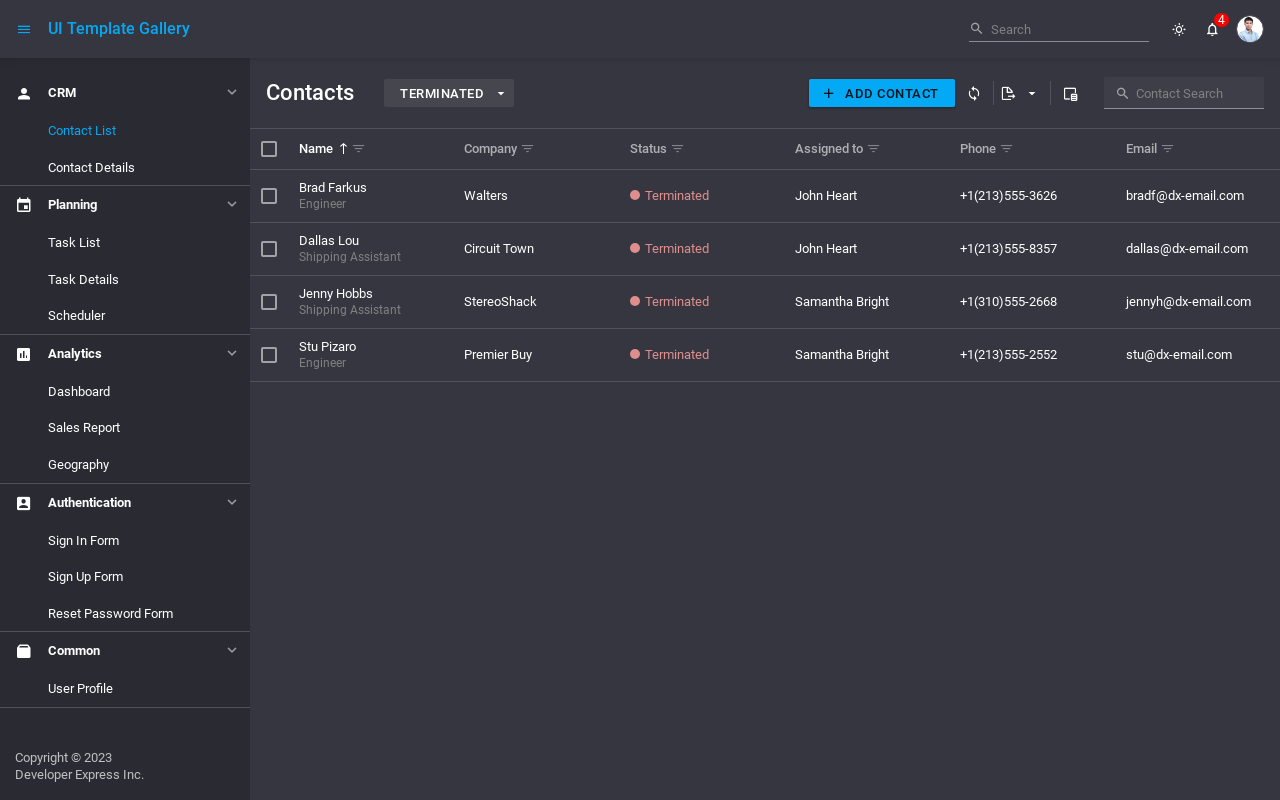 UI Template Gallery
Search
4
CRM
Contact List
Contact Details
Planning
Task List
Task Details
Scheduler
Analytics
Dashboard
Sales Report
Geography
Authentication
Sign In Form
Sign Up Form
Reset Password Form
Common
User Profile
Copyright © 2023
Developer Express Inc.
Contacts TERMINATED ADD CONTACT Contact Search
Name Company Status Assigned to Phone Email
Brad Farkus
Engineer
Walters Terminated John Heart +1(213)555-3626 bradf@dx-email.com
Dallas Lou
Shipping Assistant
Circuit Town Terminated John Heart +1(213)555-8357 dallas@dx-email.com
Jenny Hobbs
Shipping Assistant
StereoShack Terminated Samantha Bright +1(310)555-2668 jennyh@dx-email.com
Stu Pizaro
Engineer
Premier Buy Terminated Samantha Bright +1(213)555-2552 stu@dx-email.com